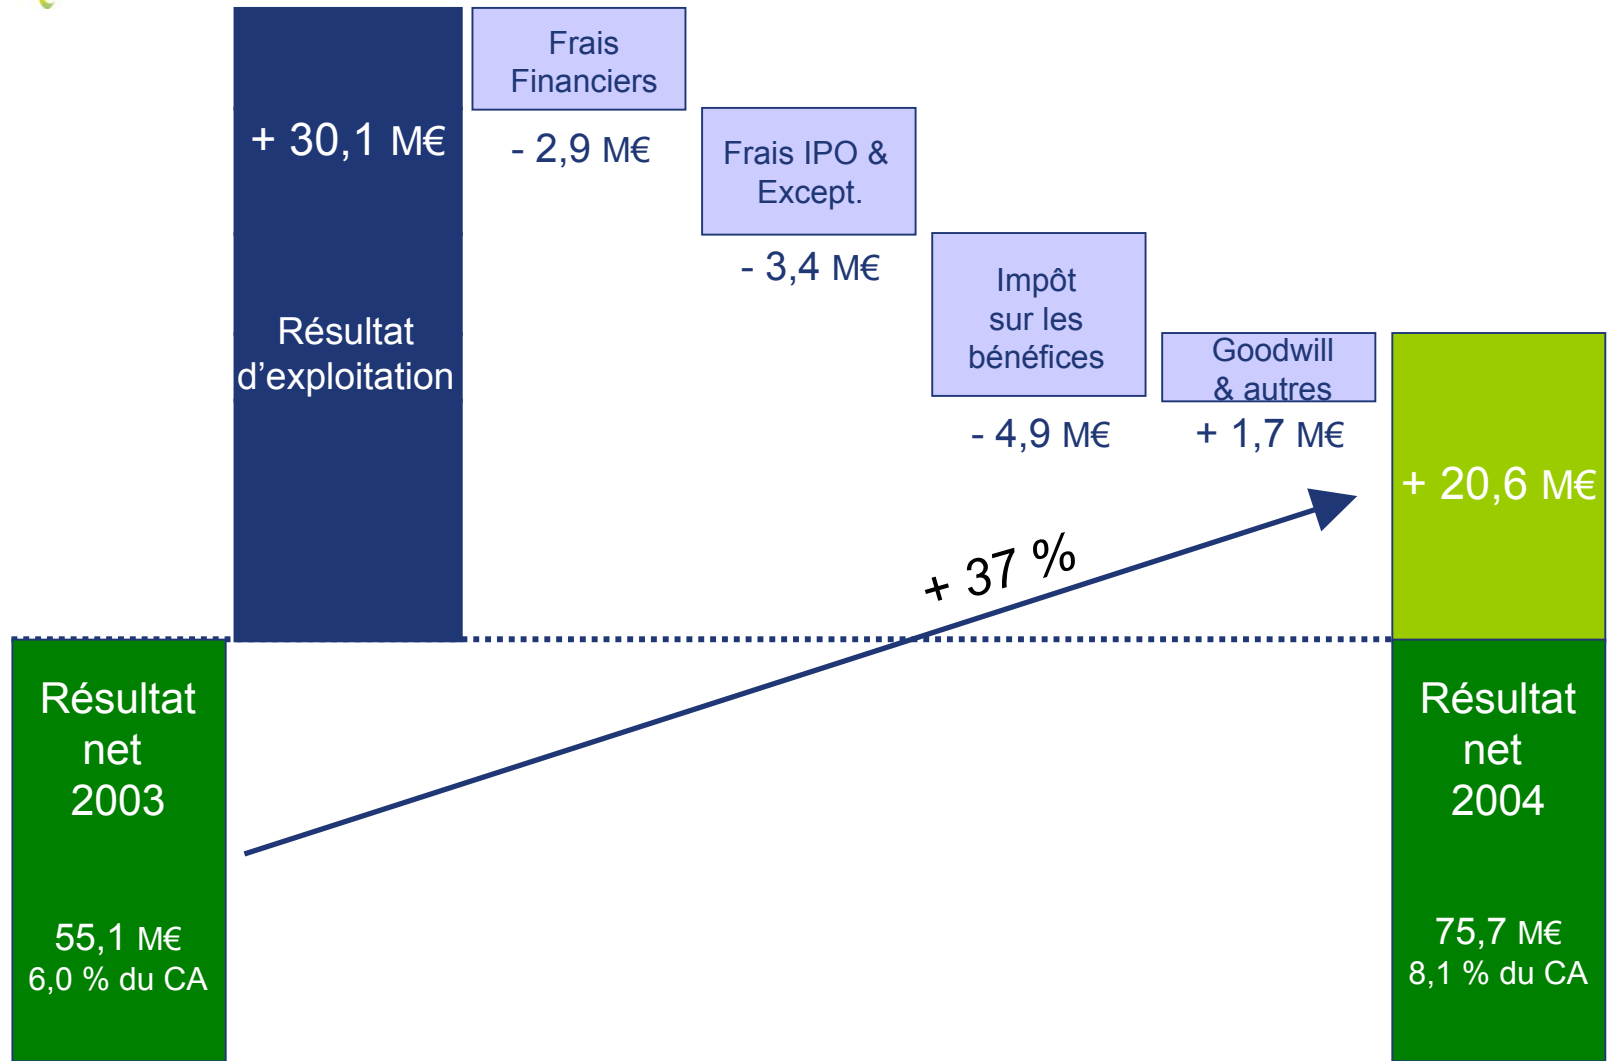 + 30,1 M€
Résultat
d’exploitation
Frais
Financiers
- 2,9 M€
Frais IPO &
Except.
- 3,4 M€
Impôt
sur les
bénéfices
- 4,9 M€
Goodwill
& autres
+ 1,7 M€
+ 20,6 M€
+ 37 %
Résultat
net
2003
55,1 M€
6,0 % du CA
Résultat
net
2004
75,7 M€
8,1 % du CA